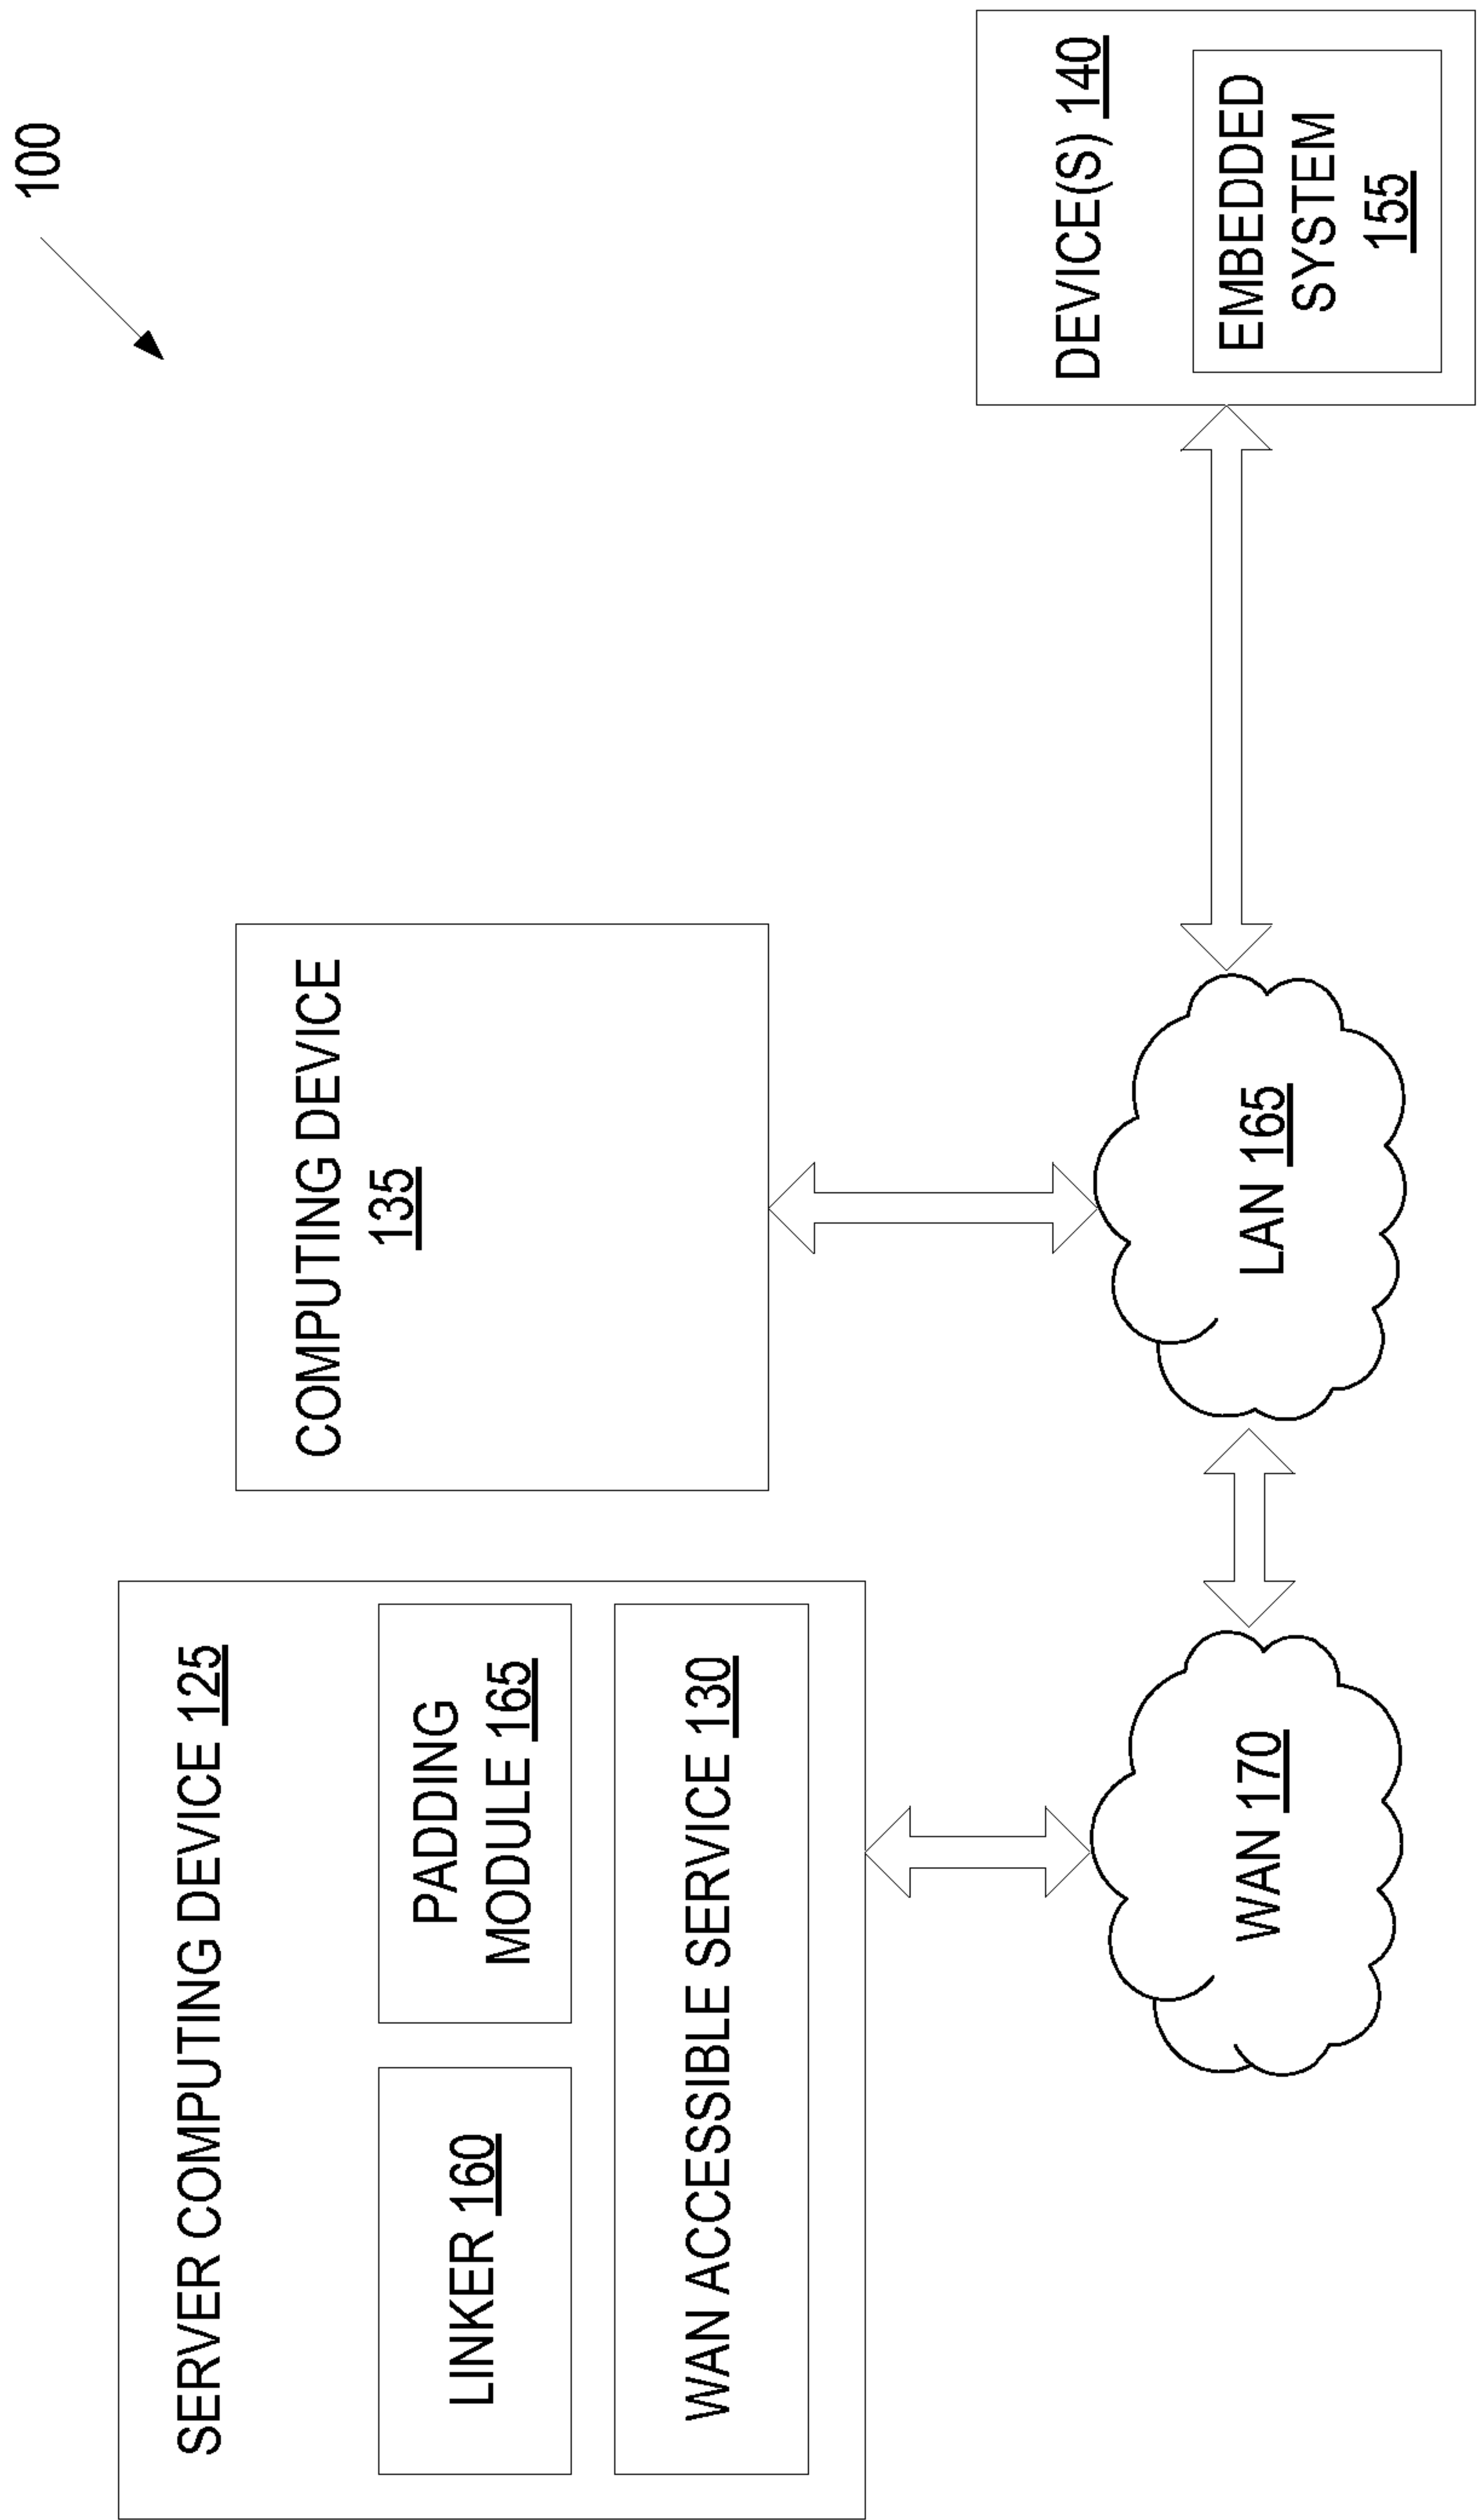 100
SERVER COMPUTING DEVICE 125
LINKER 160
PADDING
MODULE 165
WAN ACCESSIBLE SERVICE 130
COMPUTING DEVICE
135
DEVICE(S) 140
EMBEDDED
SYSTEM
155
WAN 170
LAN 165